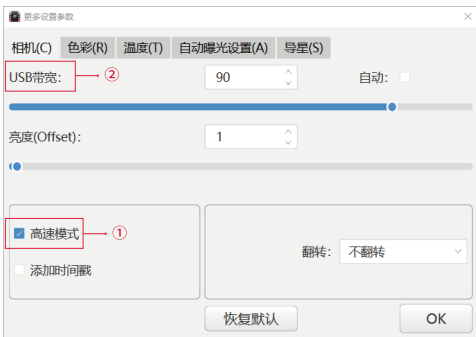 更多设置参数
相机(C) 色彩(R) 温度(T) 自动曝光设置(A) 导星(S)
USB带宽: ② 90 自动:
亮度(Offset): 1
高速模式 ①
翻转: 不翻转
添加时间戳
恢复默认 OK